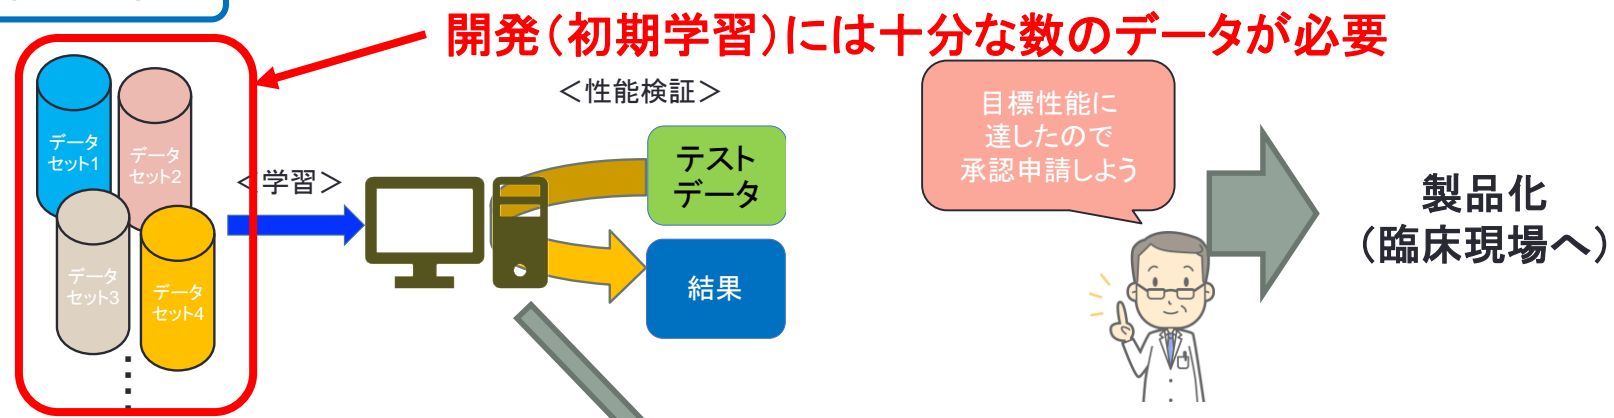 開発（初期学習）には十分な数のデータが必要
＜性能検証＞
データ
セット1
データ
セット2
データ
セット3
データ
セット4
＜学習＞
テスト
データ
結果
目標性能に
達したので
承認申請しよう
製品化
（臨床現場へ）